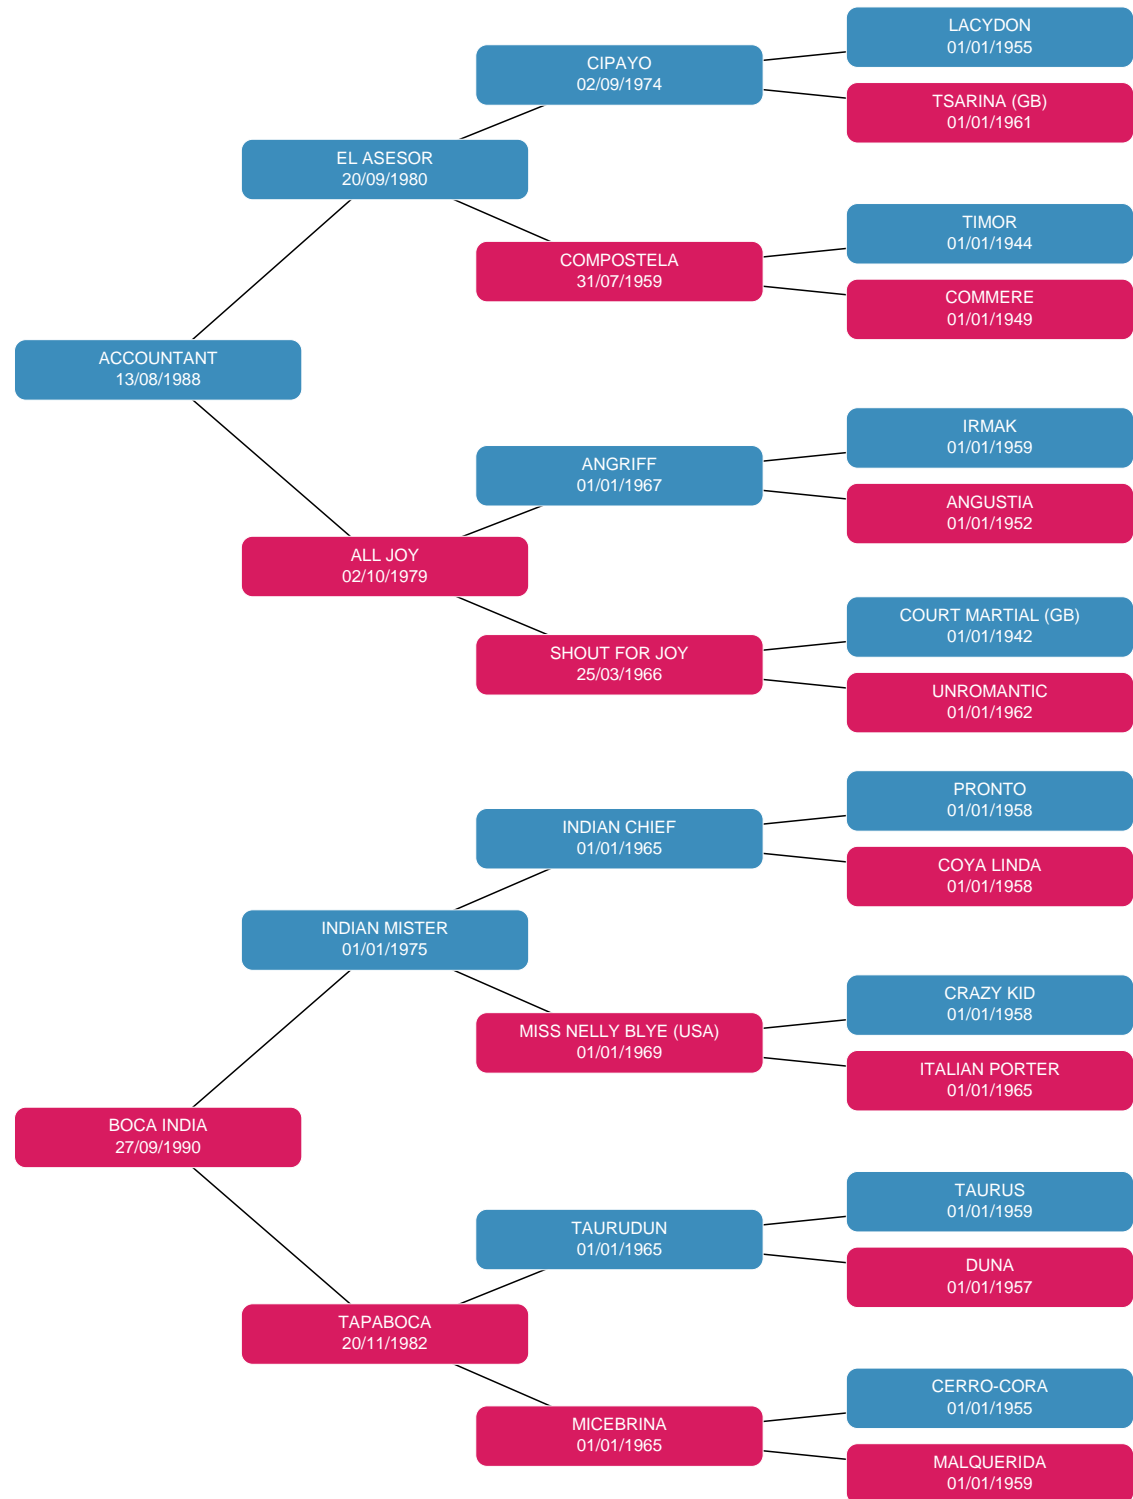 LACYDON
01/01/1955
CIPAYO
02/09/1974
TSARINA (GB)
01/01/1961
EL ASESOR
20/09/1980
TIMOR
01/01/1944
COMPOSTELA
31/07/1959
COMMERE
01/01/1949
ACCOUNTANT
13/08/1988
IRMAK
01/01/1959
ANGRIFF
01/01/1967
ANGUSTIA
01/01/1952
ALL JOY
02/10/1979
COURT MARTIAL (GB)
01/01/1942
SHOUT FOR JOY
25/03/1966
UNROMANTIC
01/01/1962
PRONTO
01/01/1958
INDIAN CHIEF
01/01/1965
COYA LINDA
01/01/1958
INDIAN MISTER
01/01/1975
CRAZY KID
01/01/1958
MISS NELLY BLYE (USA)
01/01/1969
ITALIAN PORTER
01/01/1965
BOCA INDIA
27/09/1990
TAURUS
01/01/1959
TAURUDUN
01/01/1965
DUNA
01/01/1957
TAPABOCA
20/11/1982
CERRO-CORA
01/01/1955
MICEBRINA
01/01/1965
MALQUERIDA
01/01/1959